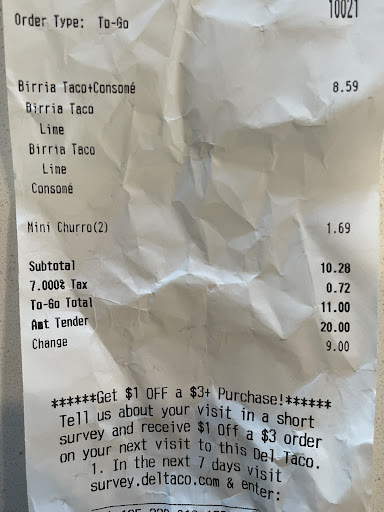 10021
Order Type: To-Go
Birria Taco+Consomé 8.59
Birria Taco
Lime
Birria Taco
Lime
Consomé
Mini Churro(2) 1.69
Subtotal 10.28
7.000% Tax 0.72
To-Go Total 11.00
Amt Tender 20.00
Change 9.00
******Get $1 OFF a $3+ Purchase!******
Tell us about your visit in a short
survey and receive $1 Off a $3 order
on your next visit to this Del Taco.
1. In the next 7 days visit
survey.deltaco.com & enter: